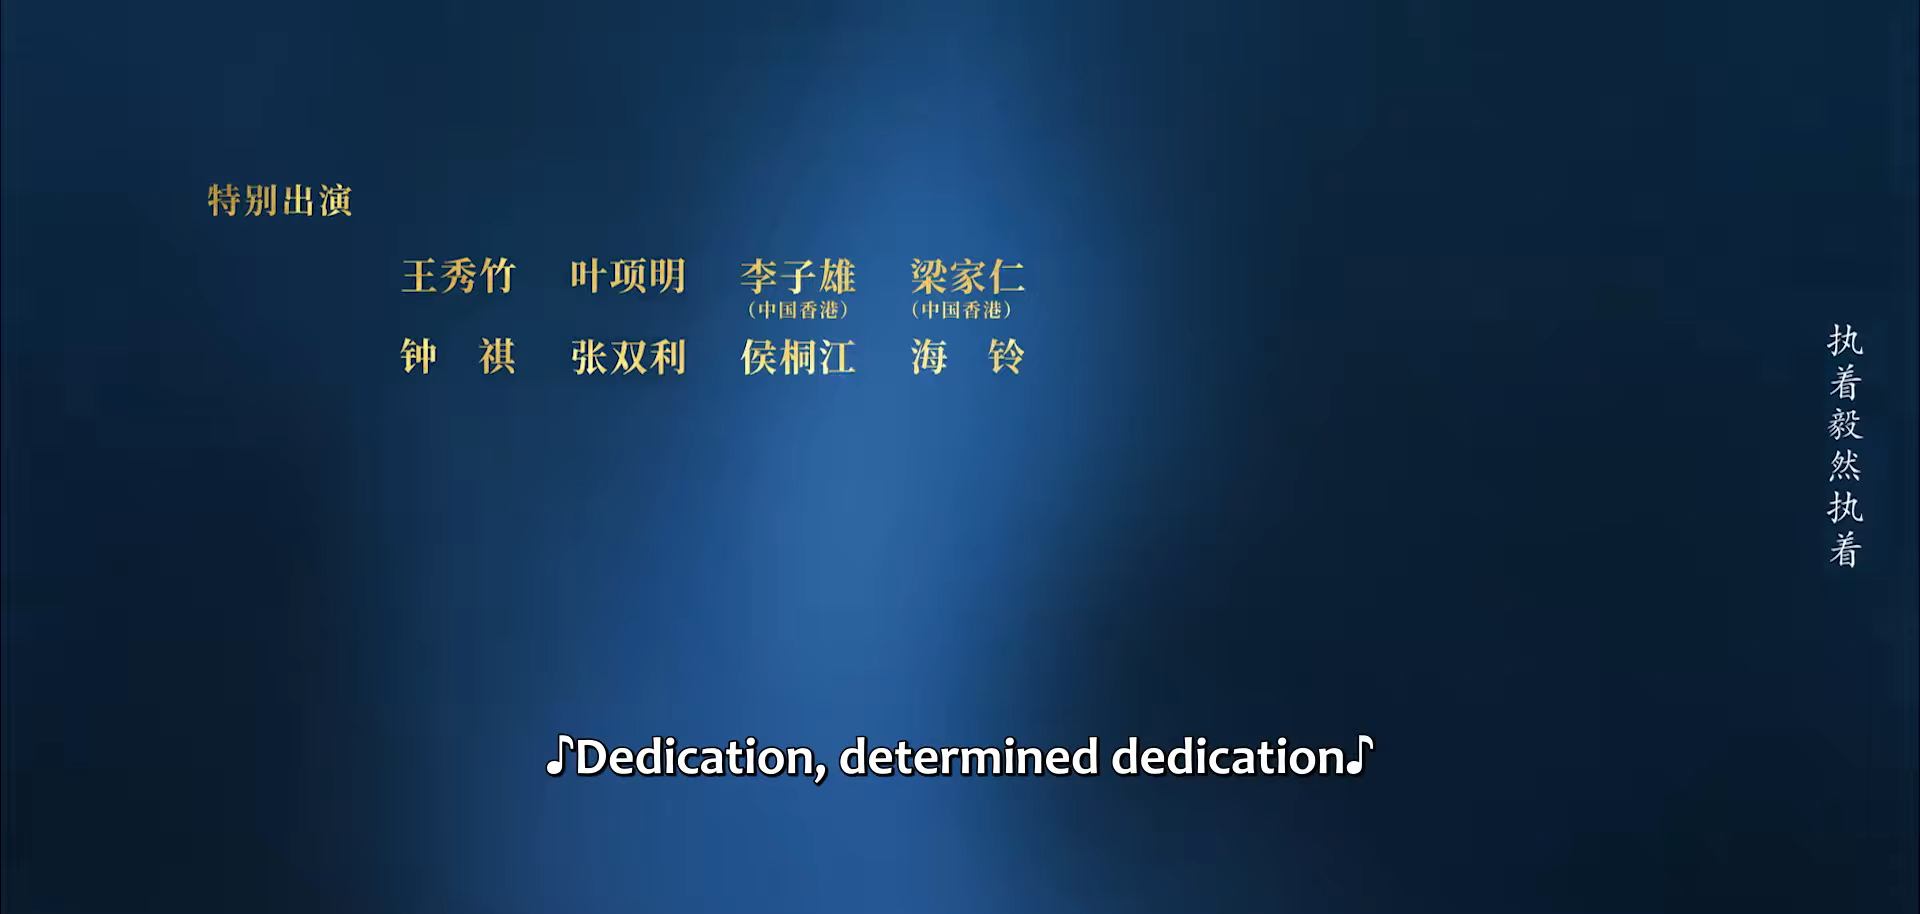 特别出演
王秀竹 叶项明 李子雄 梁家仁
（中国香港） （中国香港）
钟 祺 张双利 侯桐江 海 铃
执着毅然执着
♪Dedication, determined dedication♪